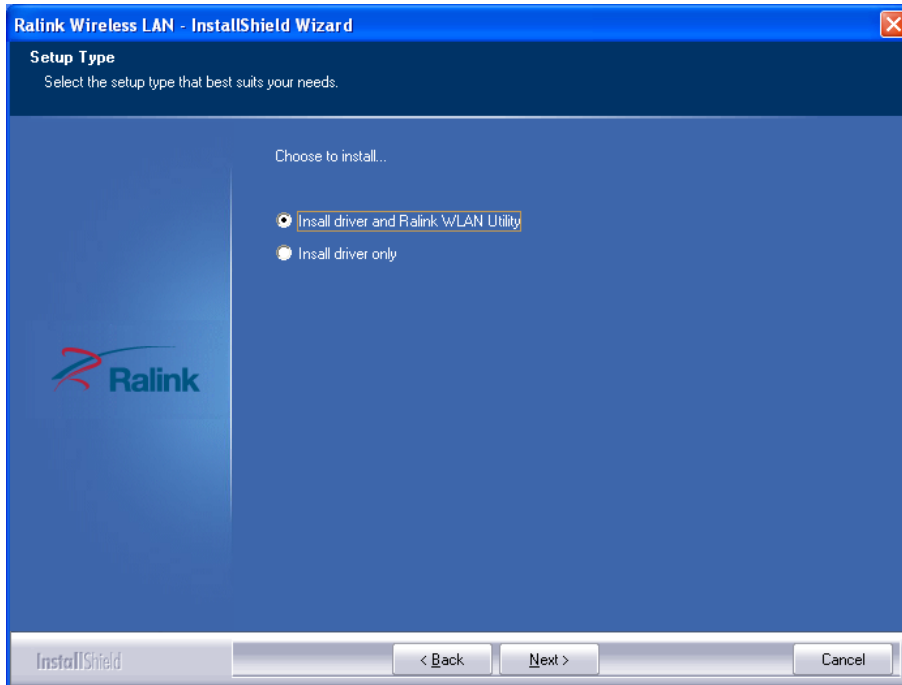 Ralink Wireless LAN - InstallShield Wizard
Setup Type
Select the setup type that best suits your needs.
Choose to install...
Insall driver and Ralink WLAN Utility
Insall driver only
Ralink
InstallShield
< Back
Next >
Cancel